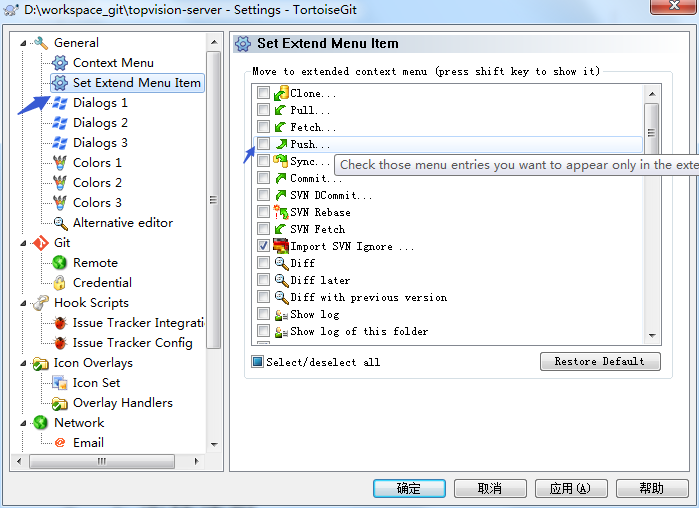 D:\workspace_git\topvision-server - Settings - TortoiseGit
General
Context Menu
Set Extend Menu Item
Dialogs 1
Dialogs 2
Dialogs 3
Colors 1
Colors 2
Colors 3
Alternative editor
Git
Remote
Credential
Hook Scripts
Issue Tracker Integrati
Issue Tracker Config
Icon Overlays
Icon Set
Overlay Handlers
Network
Email
Set Extend Menu Item
Move to extended context menu (press shift key to show it)
Clone...
Pull...
Fetch...
Push...
Sync...
Check those menu entries you want to appear only in the exte
Commit...
SVN DCommit...
SVN Rebase
SVN Fetch
Import SVN Ignore ...
Diff
Diff later
Diff with previous version
Show log
Show log of this folder
Select/deselect all
Restore Default
确定
取消
应用(A)
帮助